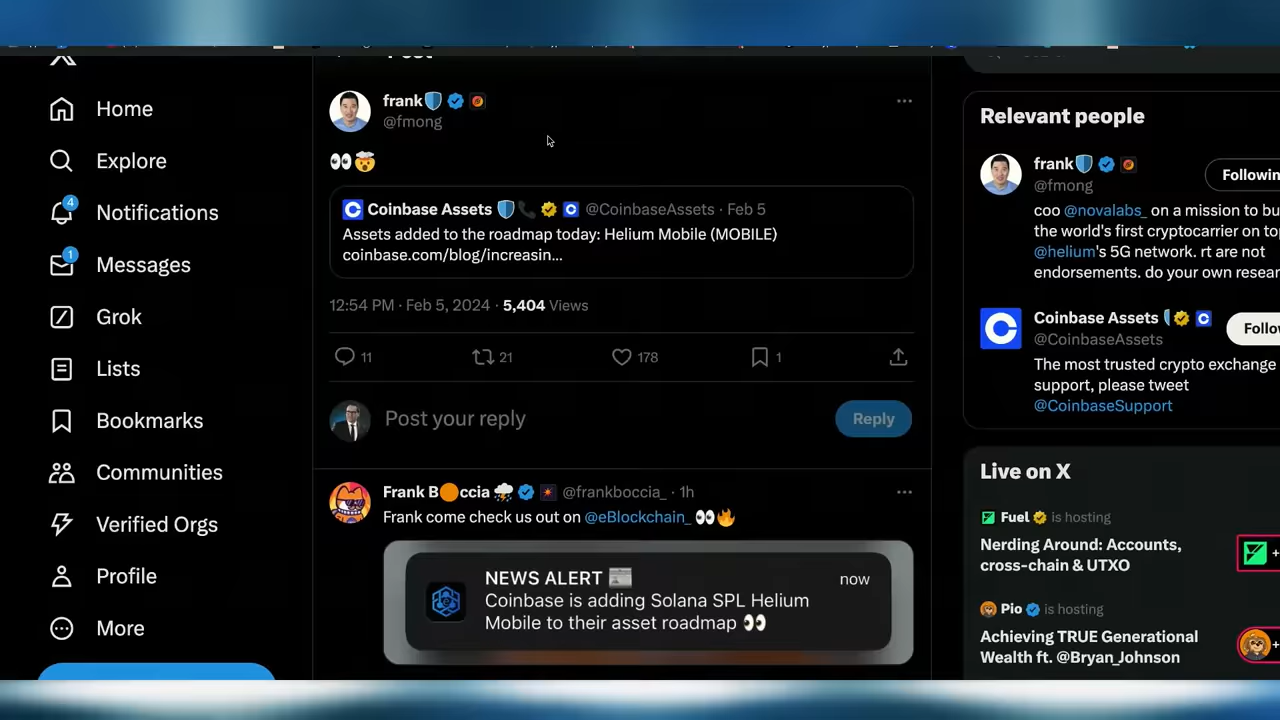 Home
Explore
4
Notifications
1
Messages
Grok
Lists
Bookmarks
Communities
Verified Orgs
Profile
More
Post
frank
@fmong
👀🤯
Coinbase Assets 🛡️📞 @CoinbaseAssets · Feb 5
Assets added to the roadmap today: Helium Mobile (MOBILE)
coinbase.com/blog/increasin...
12:54 PM · Feb 5, 2024 · 5,404 Views
11
21
178
1
Post your reply
Reply
Frank B🟠ccia ⛈️ @frankboccia_ · 1h
Frank come check us out on @eBlockchain_ 👀🔥
NEWS ALERT 📰
now
Coinbase is adding Solana SPL Helium
Mobile to their asset roadmap 👀
Relevant people
frank
@fmong
Followin
coo @novalabs_ on a mission to bu
the world's first cryptocarrier on top
@helium's 5G network. rt are not
endorsements. do your own resear
Coinbase Assets
@CoinbaseAssets
Follo
The most trusted crypto exchange
support, please tweet
@CoinbaseSupport
Live on X
Fuel is hosting
Nerding Around: Accounts,
cross-chain & UTXO
Pio is hosting
Achieving TRUE Generational
Wealth ft. @Bryan_Johnson